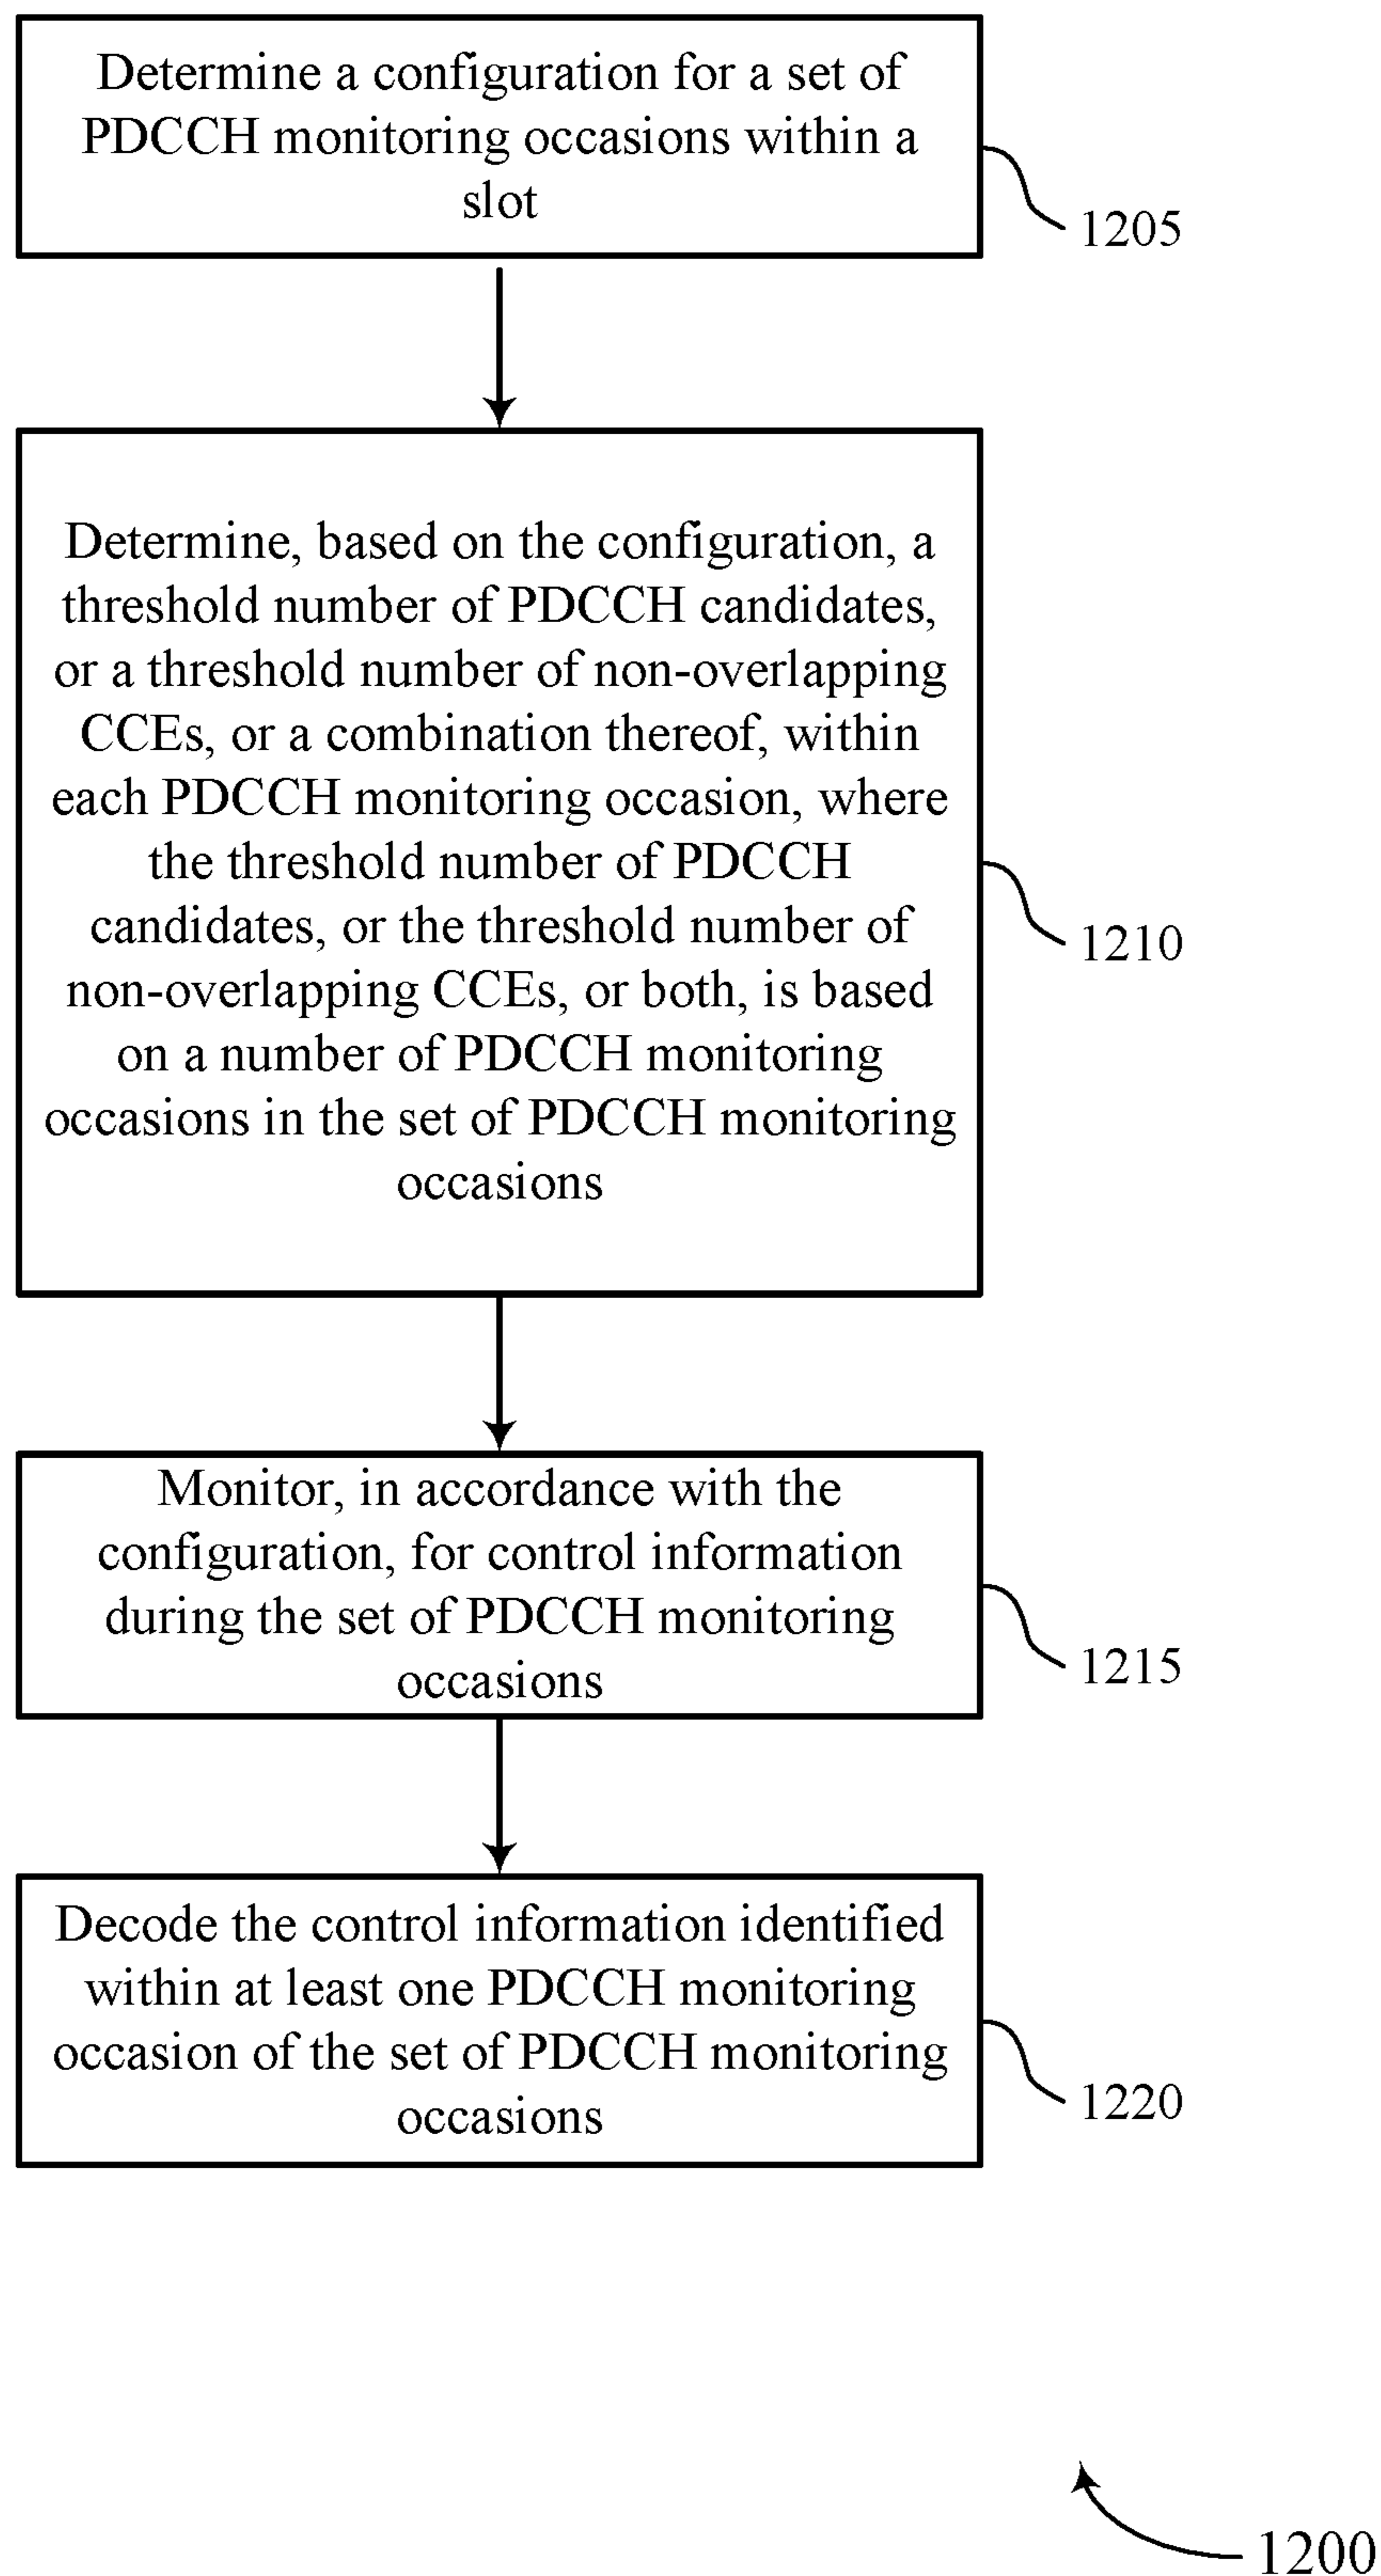 Determine a configuration for a set of
PDCCH monitoring occasions within a
slot
1205
Determine, based on the configuration, a
threshold number of PDCCH candidates,
or a threshold number of non-overlapping
CCEs, or a combination thereof, within
each PDCCH monitoring occasion, where
the threshold number of PDCCH
candidates, or the threshold number of
non-overlapping CCEs, or both, is based
on a number of PDCCH monitoring
occasions in the set of PDCCH monitoring
occasions
1210
Monitor, in accordance with the
configuration, for control information
during the set of PDCCH monitoring
occasions
1215
Decode the control information identified
within at least one PDCCH monitoring
occasion of the set of PDCCH monitoring
occasions
1220
1200